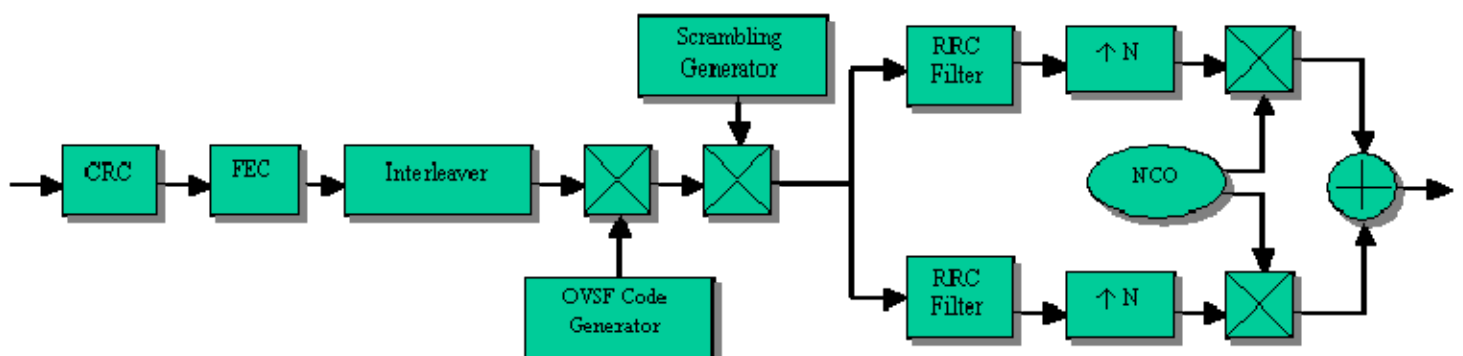 Scrambling
Generator
RRC
Filter
↑ N
CRC
FEC
Interleaver
NCO
OVSF Code
Generator
RRC
Filter
↑ N